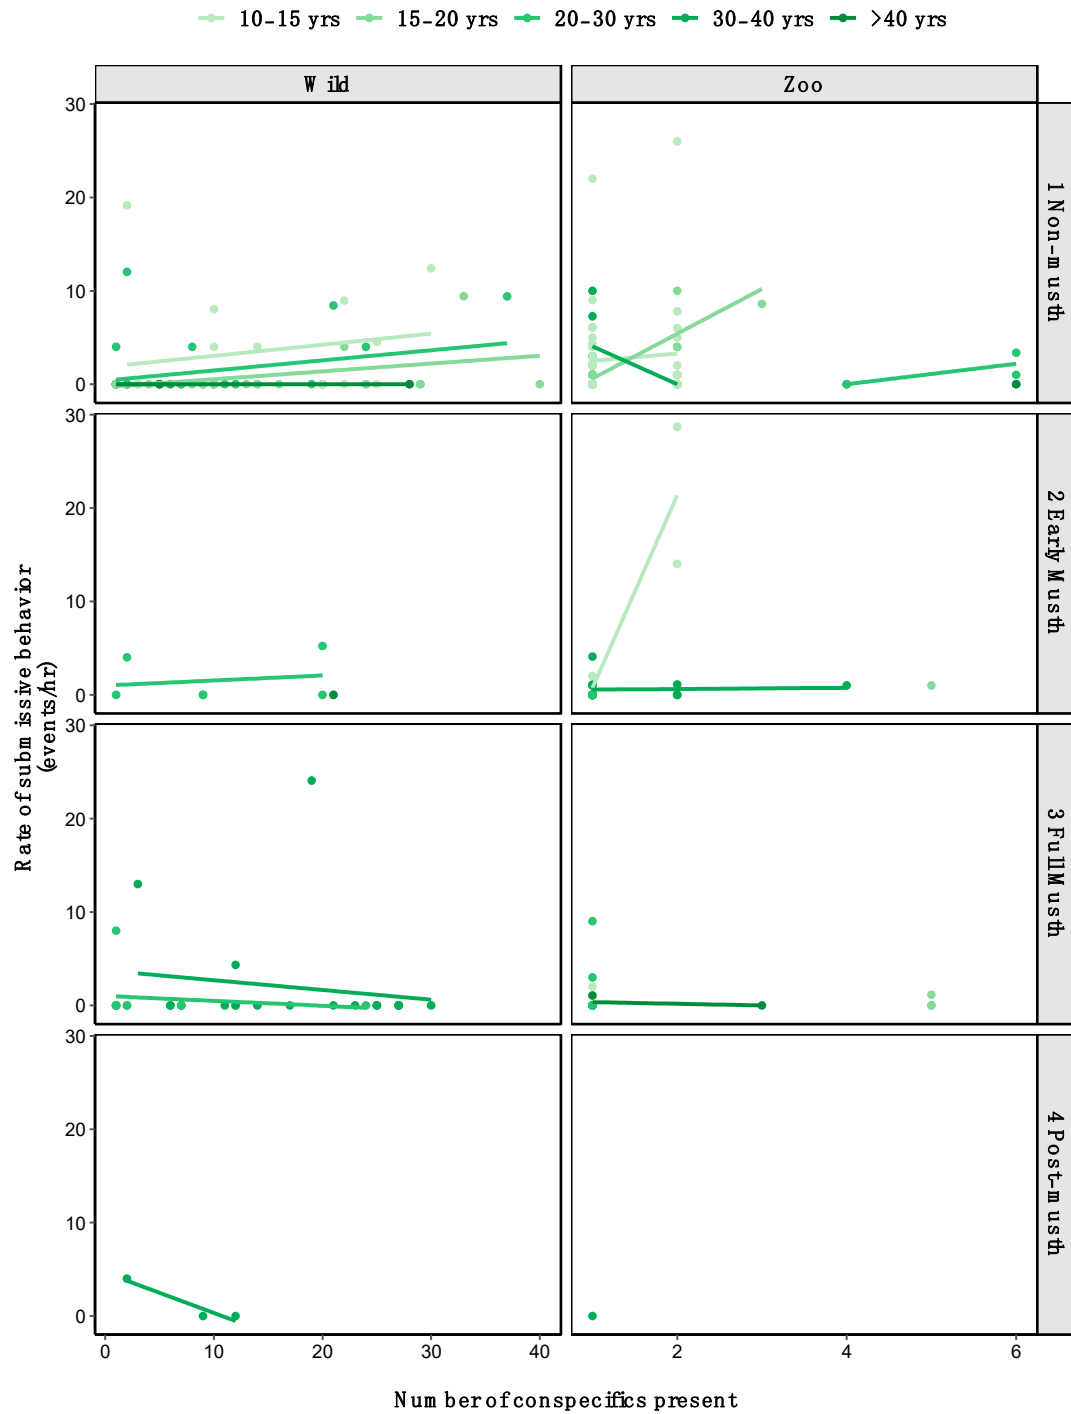 10-15 yrs 15-20 yrs 20-30 yrs 30-40 yrs >40 yrs
Wild Zoo
30
20
10
0
1 Non-musth
30
20
10
0
2 Early Musth
30
20
10
0
3 Full Musth
30
20
10
0
4 Post-musth
0 10 20 30 40 2 4 6
Rate of submissive behavior
(events/hr)
Number of conspecifics present